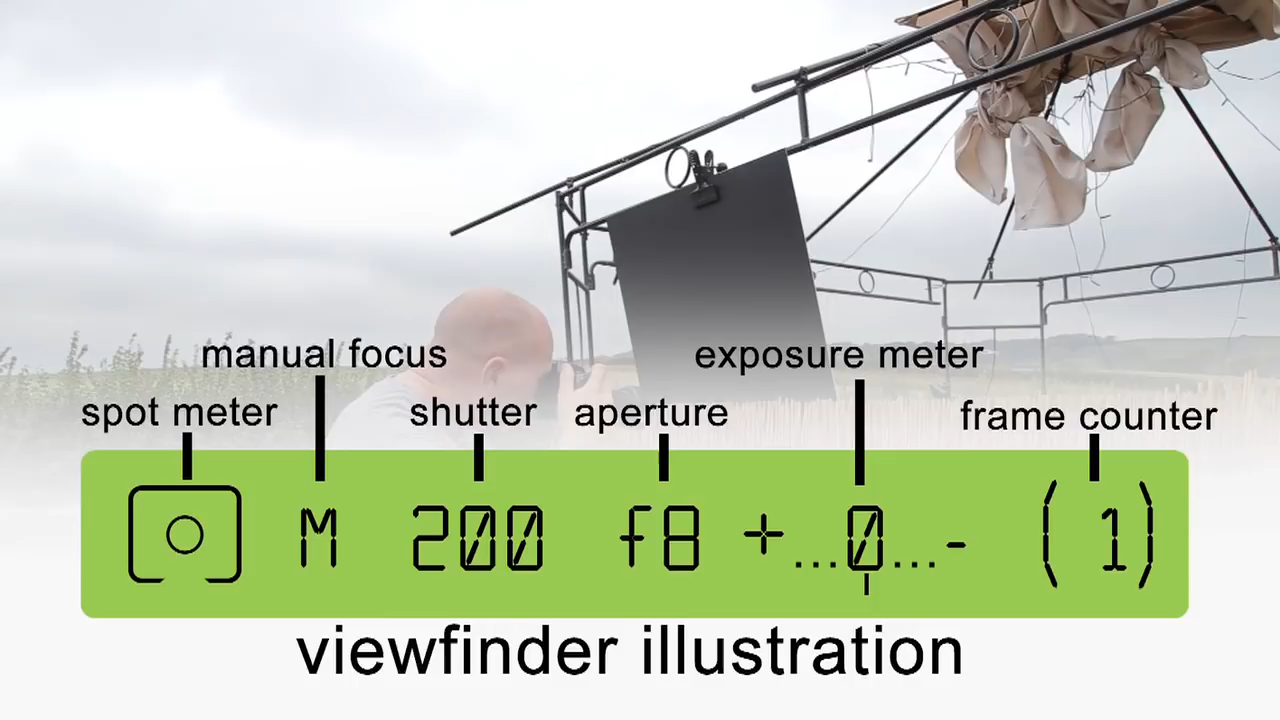 manual focus
exposure meter
spot meter
shutter
aperture
frame counter
M 200 f8 +...0...- ( 1)
viewfinder illustration